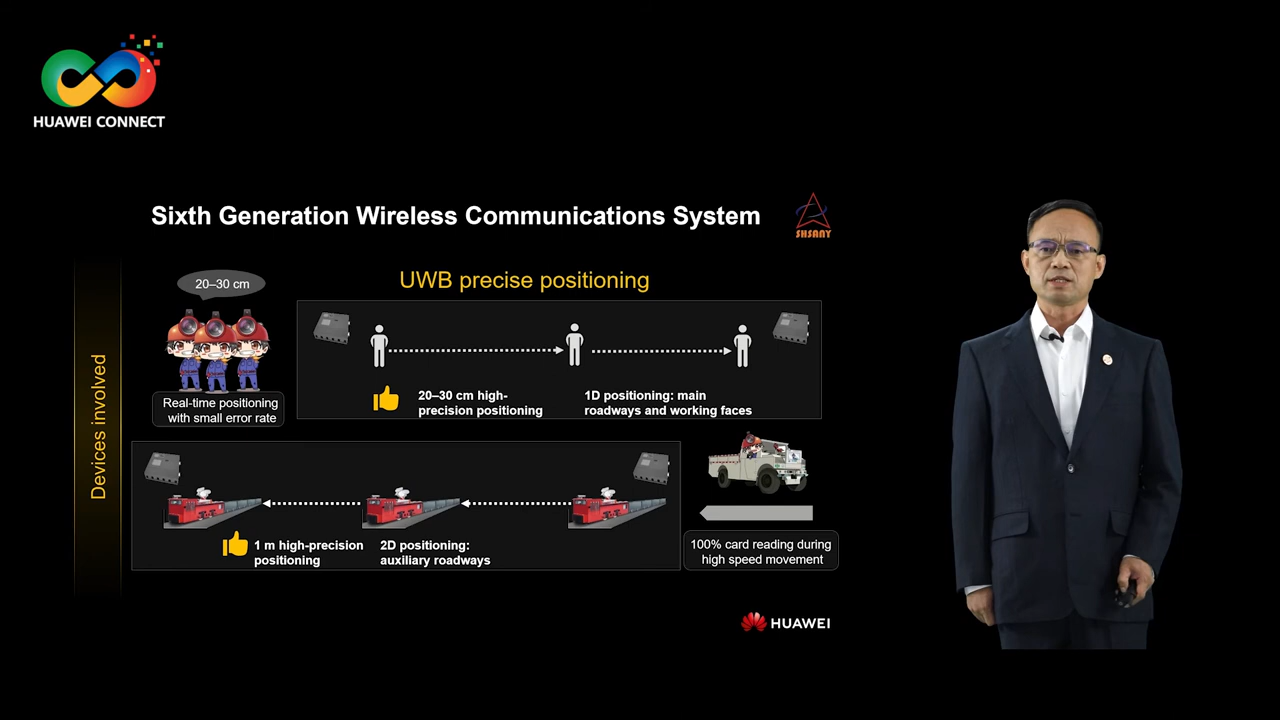 HUAWEI CONNECT
Sixth Generation Wireless Communications System
SHSANY
Devices involved
20–30 cm
Real-time positioning
with small error rate
UWB precise positioning
20–30 cm high-
precision positioning
1D positioning: main
roadways and working faces
1 m high-precision
positioning
2D positioning:
auxiliary roadways
100% card reading during
high speed movement
HUAWEI